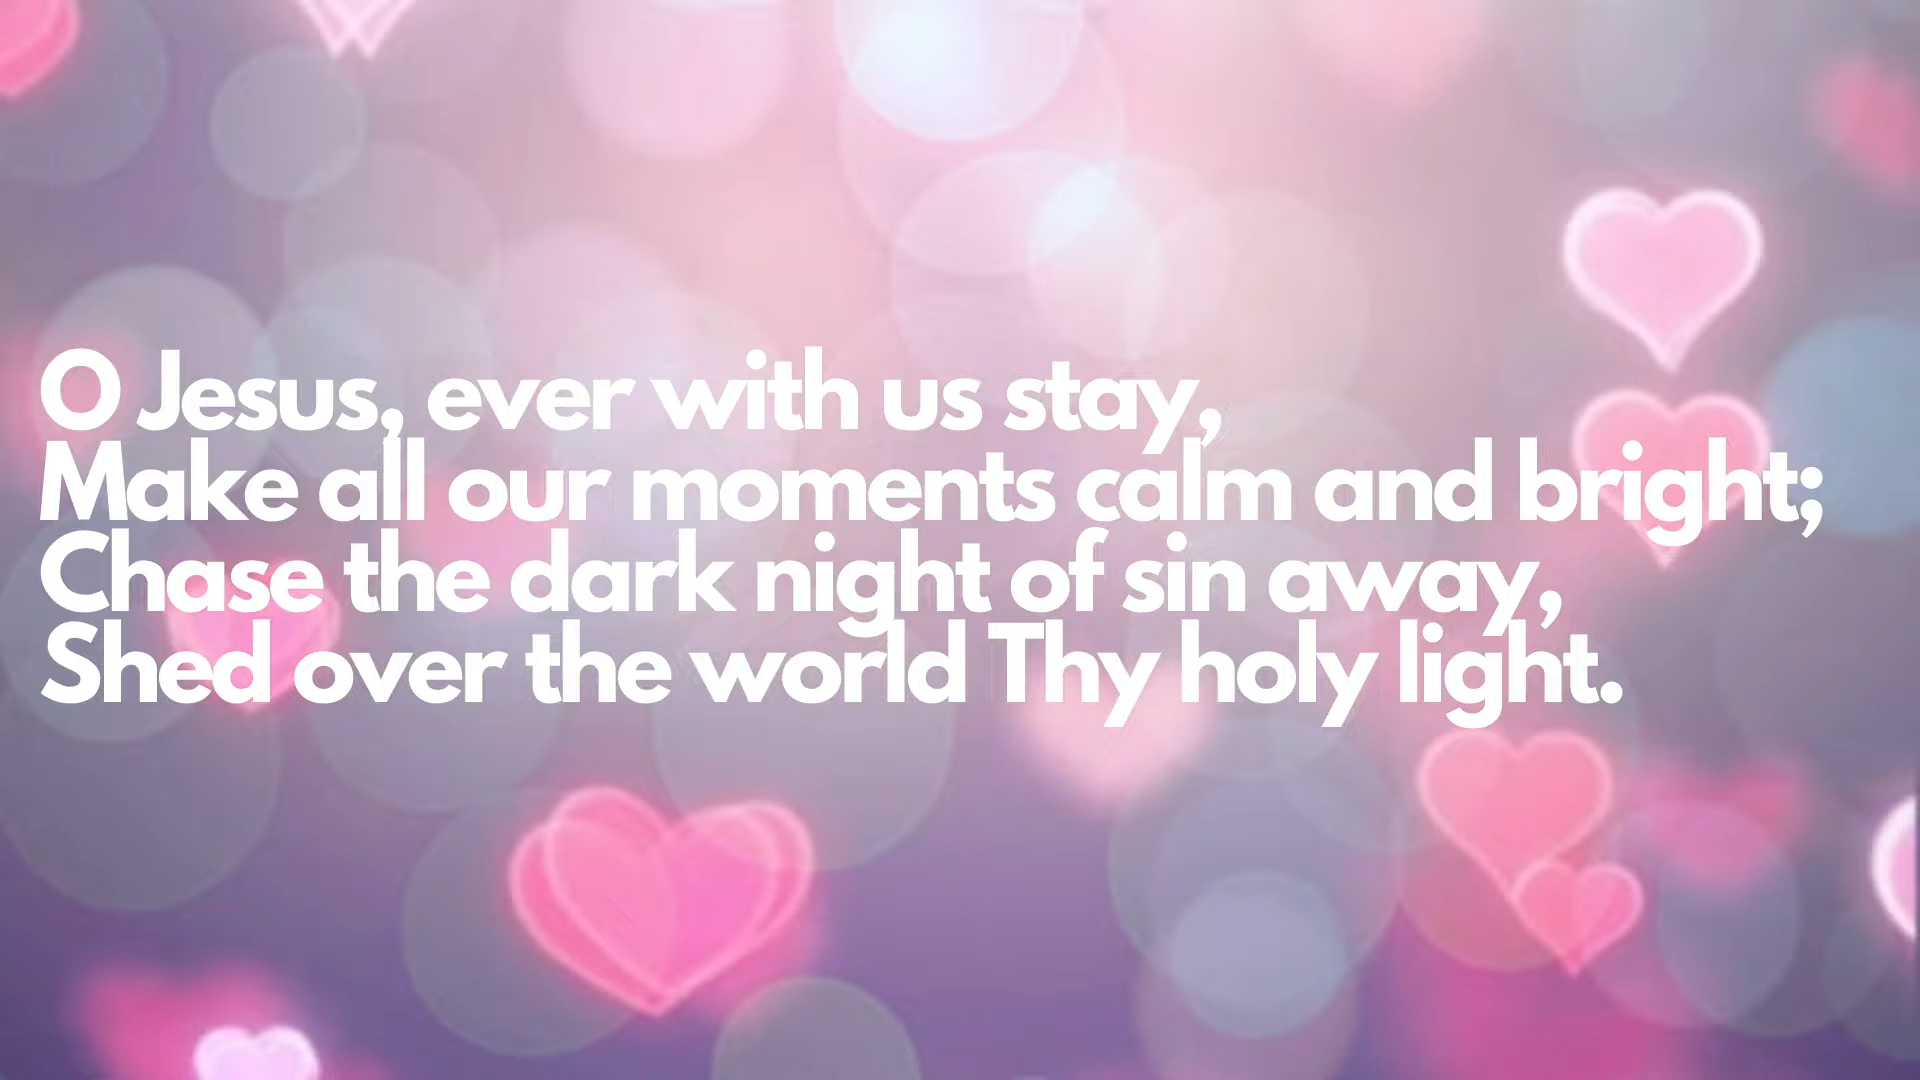 O Jesus, ever with us stay,
Make all our moments calm and bright;
Chase the dark night of sin away,
Shed over the world Thy holy light.